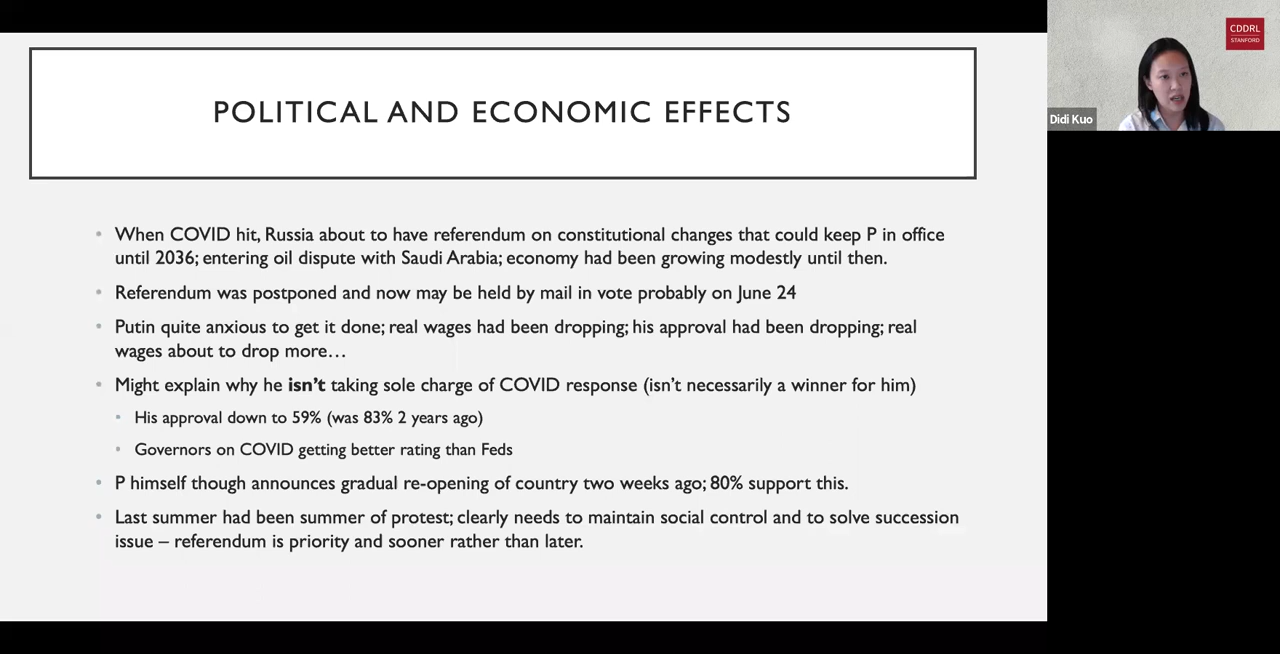 POLITICAL AND ECONOMIC EFFECTS
• When COVID hit, Russia about to have referendum on constitutional changes that could keep P in office
until 2036; entering oil dispute with Saudi Arabia; economy had been growing modestly until then.
• Referendum was postponed and now may be held by mail in vote probably on June 24
• Putin quite anxious to get it done; real wages had been dropping; his approval had been dropping; real
wages about to drop more…
• Might explain why he isn’t taking sole charge of COVID response (isn’t necessarily a winner for him)
• His approval down to 59% (was 83% 2 years ago)
• Governors on COVID getting better rating than Feds
• P himself though announces gradual re-opening of country two weeks ago; 80% support this.
• Last summer had been summer of protest; clearly needs to maintain social control and to solve succession
issue – referendum is priority and sooner rather than later.
CDDRL
STANFORD
Didi Kuo